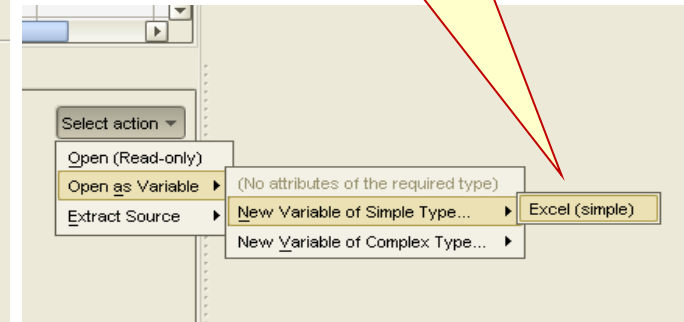 Select action
Open (Read-only)
Open as Variable
(No attributes of the required type)
Extract Source
New Variable of Simple Type...
Excel (simple)
New Variable of Complex Type...